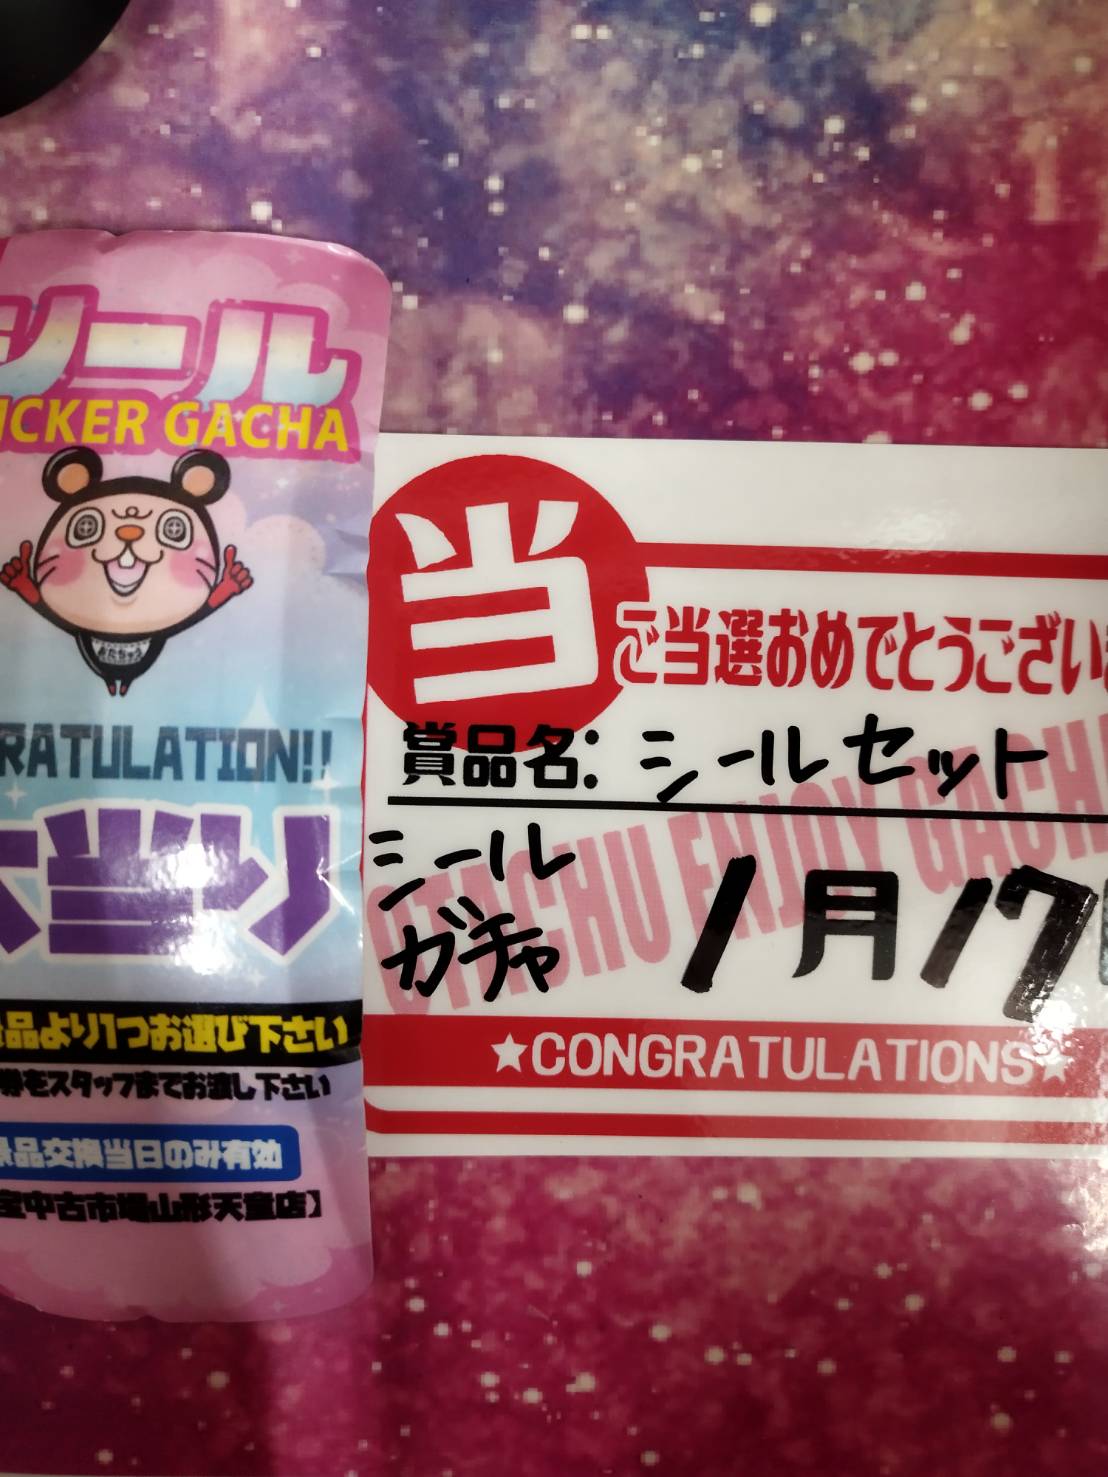 シール
ICKER GACHA
RATULATION!!
大当り
景品より1つお選び下さい
券をスタッフまでお渡し下さい
景品交換当日のみ有効
宝中古市場山形天童店】
当
ご当選おめでとうござい
賞品名: シールセット
シール
ガチャ
1月17
OTACHU ENJOY GACHA
★CONGRATULATIONS★